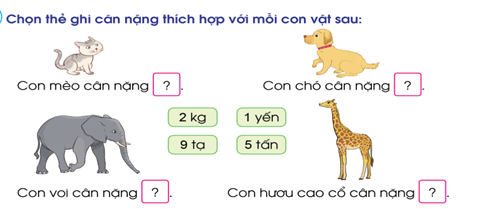 Chọn thẻ ghi cân nặng thích hợp với mỗi con vật sau:
Con mèo cân nặng ? .
Con chó cân nặng ? .
2 kg
1 yến
9 tạ
5 tấn
Con voi cân nặng ? .
Con hươu cao cổ cân nặng ? .